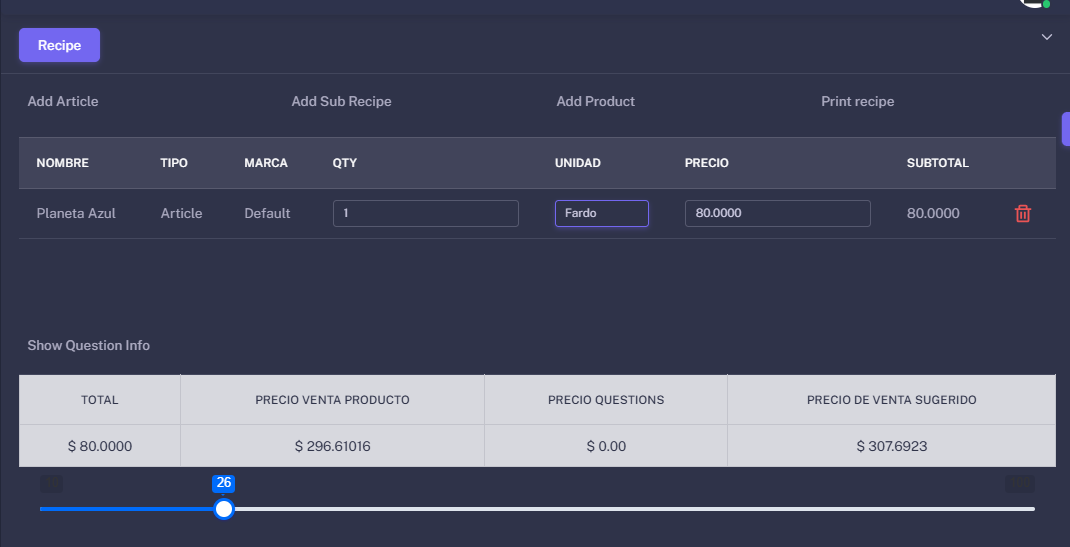 Recipe
Add Article Add Sub Recipe Add Product Print recipe
NOMBRE TIPO MARCA QTY UNIDAD PRECIO SUBTOTAL
Planeta Azul Article Default 1 Fardo 80.0000 80.0000
Show Question Info
TOTAL PRECIO VENTA PRODUCTO PRECIO QUESTIONS PRECIO DE VENTA SUGERIDO
$ 80.0000 $ 296.61016 $ 0.00 $ 307.6923
26